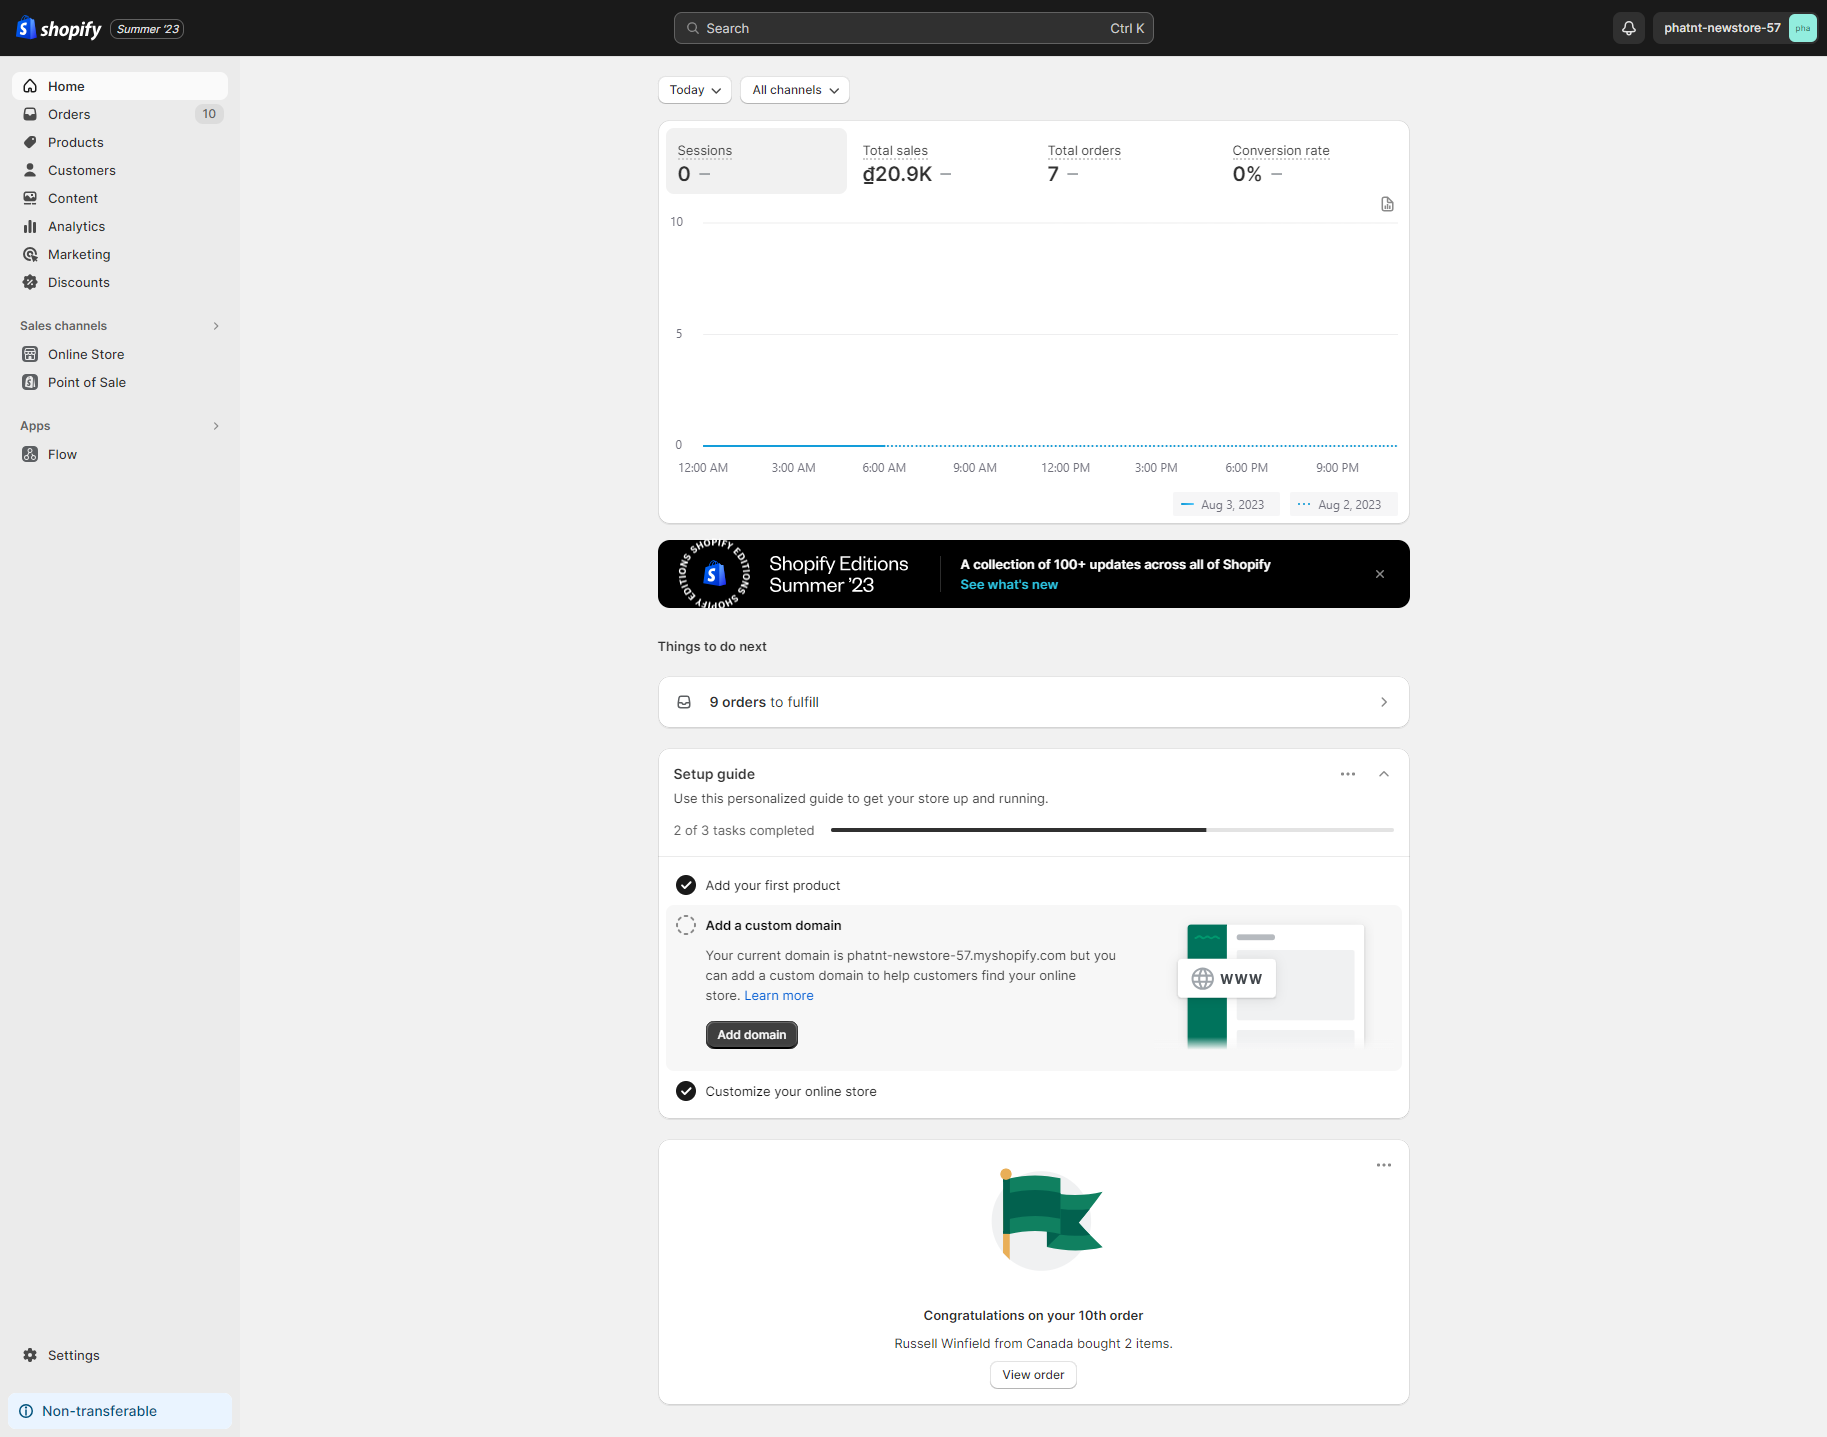 shopify Summer '23
Search Ctrl K
phatnt-newstore-57 pha
Home
Orders 10
Products
Customers
Content
Analytics
Marketing
Discounts
Sales channels
Online Store
Point of Sale
Apps
Flow
Settings
Non-transferable
Today All channels
Sessions Total sales Total orders Conversion rate
0 – ₫20.9K – 7 – 0% –
10
5
0
12:00 AM 3:00 AM 6:00 AM 9:00 AM 12:00 PM 3:00 PM 6:00 PM 9:00 PM
Aug 3, 2023 Aug 2, 2023
SHOPIFY EDITIONS SHOPIFY EDITIONS
Shopify Editions
Summer '23
A collection of 100+ updates across all of Shopify
See what's new
Things to do next
9 orders to fulfill
Setup guide
Use this personalized guide to get your store up and running.
2 of 3 tasks completed
Add your first product
Add a custom domain
Your current domain is phatnt-newstore-57.myshopify.com but you
can add a custom domain to help customers find your online
store. Learn more
WWW
Add domain
Customize your online store
Congratulations on your 10th order
Russell Winfield from Canada bought 2 items.
View order